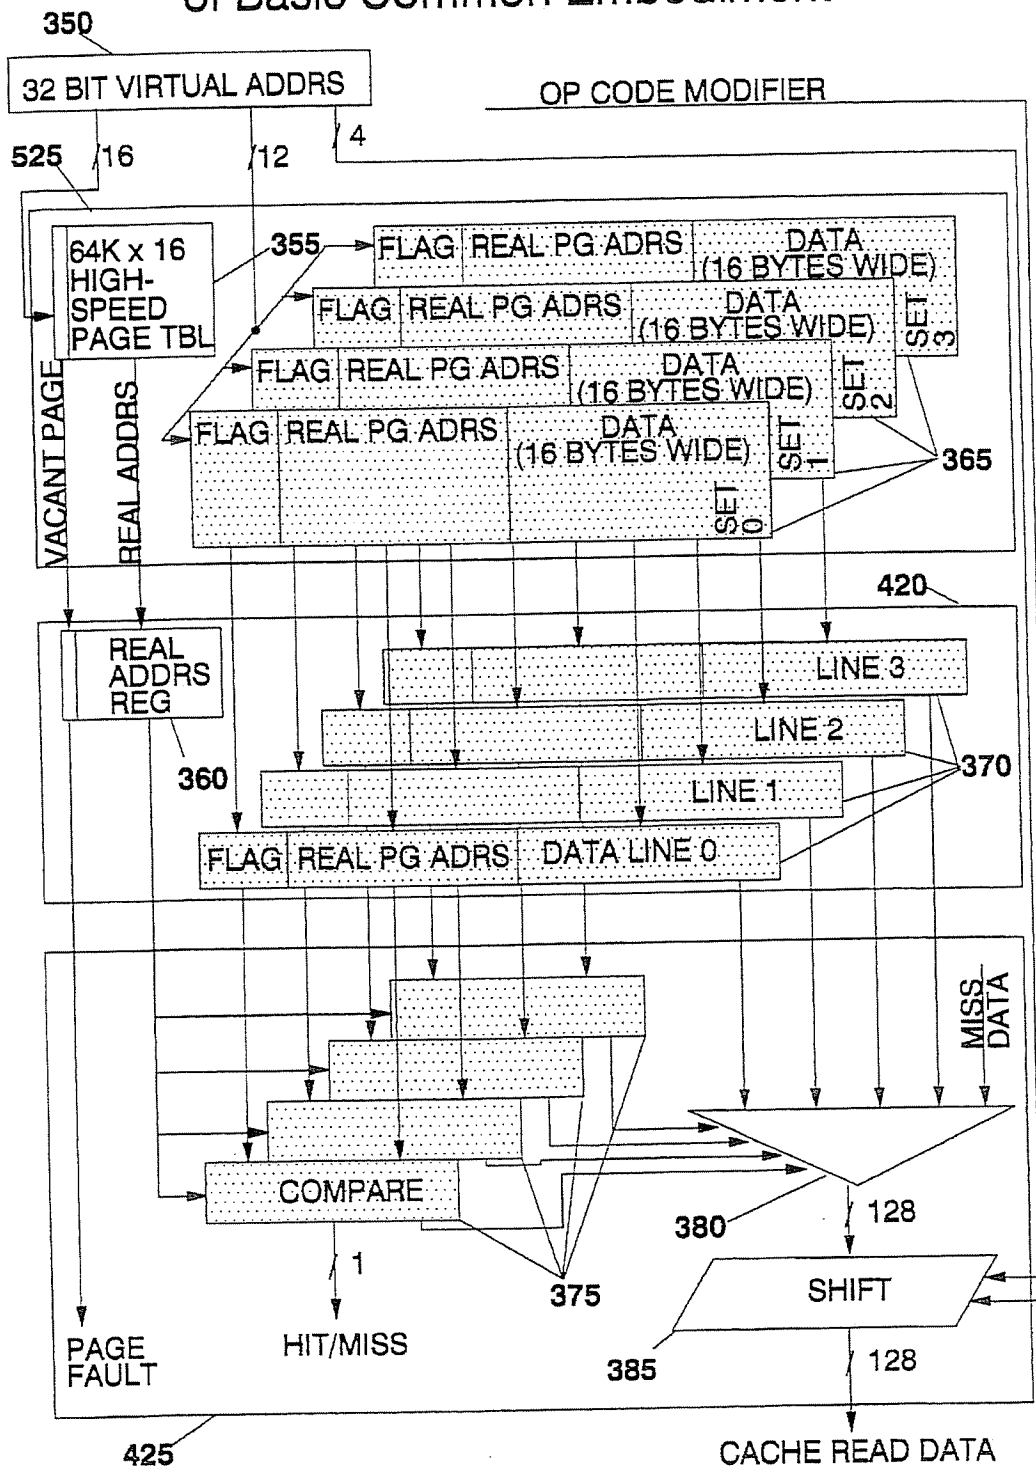 of Basic Common Embodiment
350
32 BIT VIRTUAL ADDRS
OP CODE MODIFIER
4
525
16
12
64K x 16
HIGH-
SPEED
PAGE TBL
355
FLAG REAL PG ADRS DATA
(16 BYTES WIDE)
SET 3
FLAG REAL PG ADRS DATA
(16 BYTES WIDE)
SET 2
FLAG REAL PG ADRS DATA
(16 BYTES WIDE)
SET 1
FLAG REAL PG ADRS DATA
(16 BYTES WIDE)
SET 0
365
VACANT PAGE
REAL ADDRS
420
REAL
ADDRS
REG
360
LINE 3
LINE 2
LINE 1
FLAG REAL PG ADRS DATA LINE 0
370
MISS
DATA
COMPARE
375
380
128
1
SHIFT
385
128
PAGE
FAULT
HIT/MISS
425
CACHE READ DATA